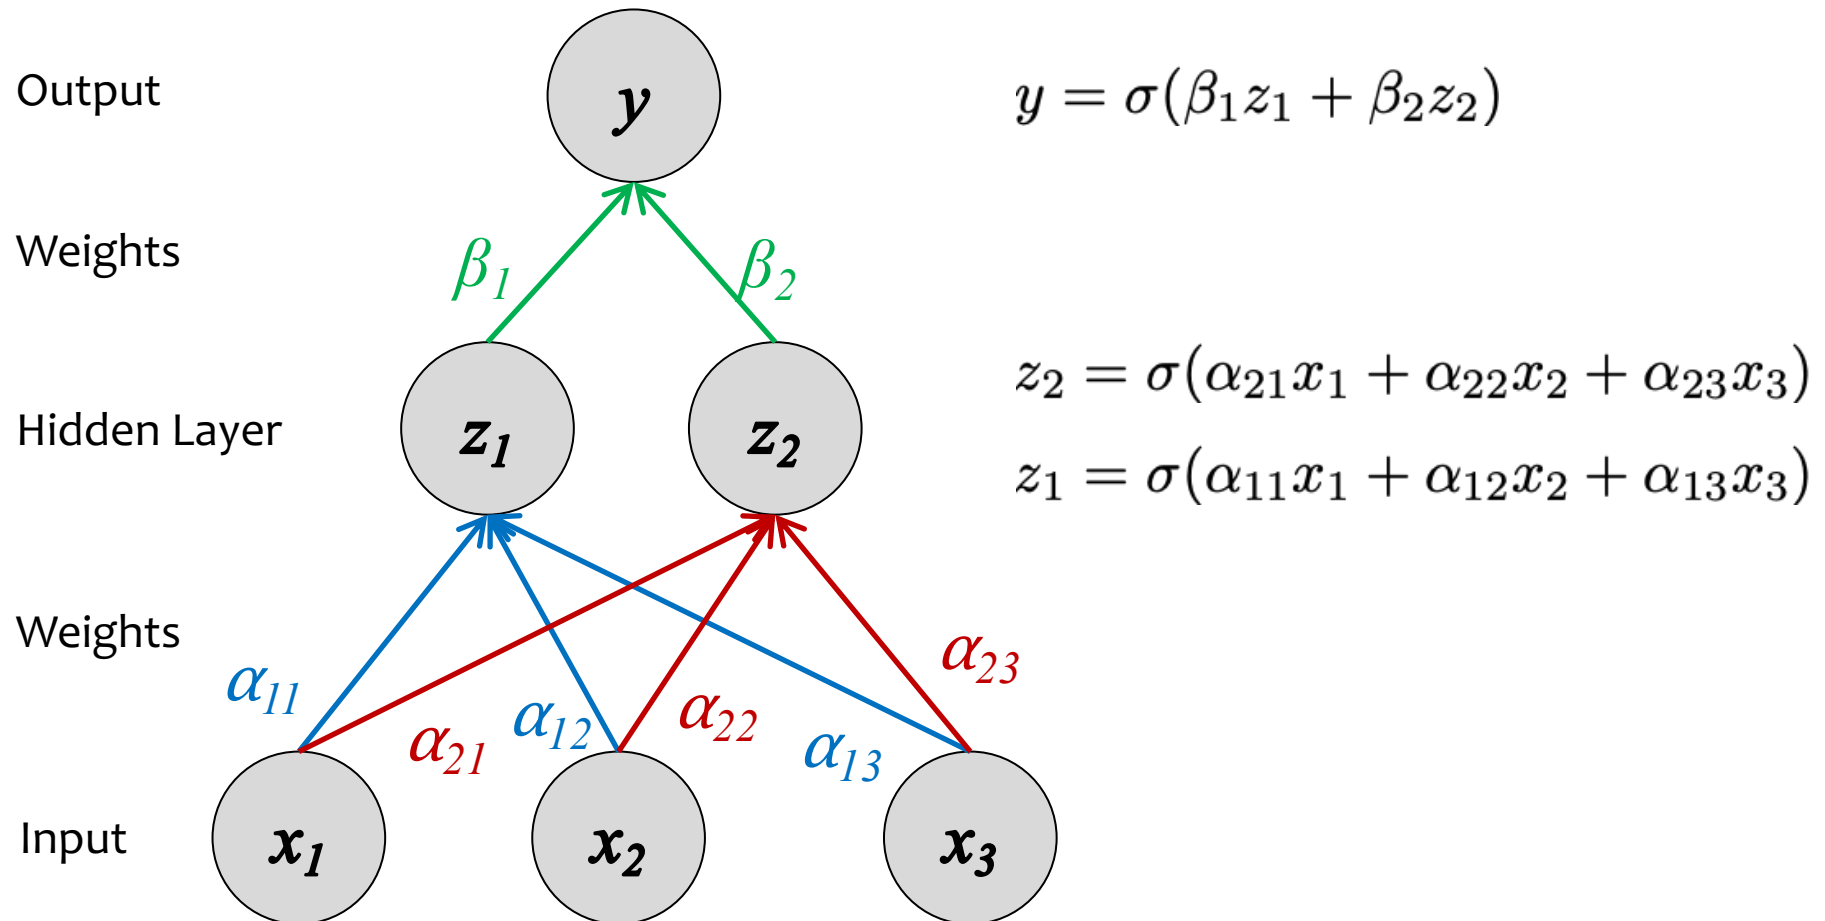 Output
y
y = σ(β₁z₁ + β₂z₂)
Weights
β₁
β₂
z₂ = σ(α₂₁x₁ + α₂₂x₂ + α₂₃x₃)
Hidden Layer
z₁
z₂
z₁ = σ(α₁₁x₁ + α₁₂x₂ + α₁₃x₃)
Weights
α₁₁
α₂₁
α₁₂
α₂₂
α₁₃
α₂₃
Input
x₁
x₂
x₃